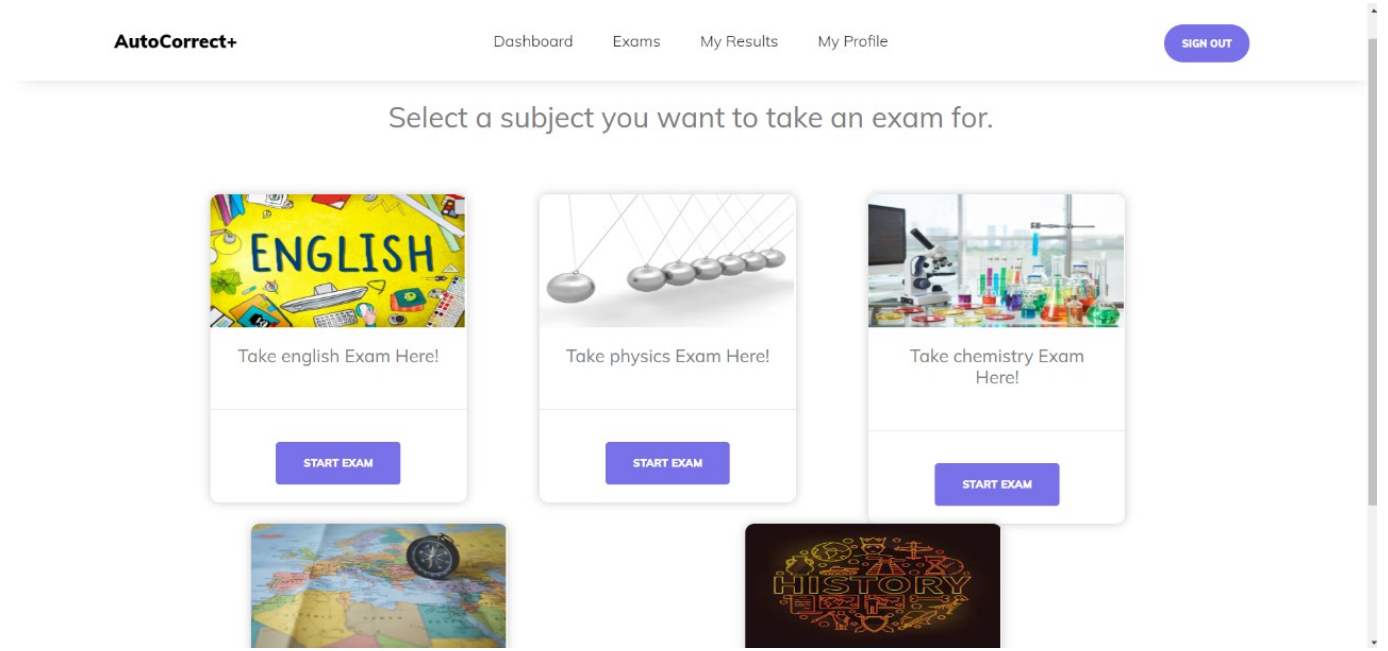 AutoCorrect+
Dashboard Exams My Results My Profile
SIGN OUT
Select a subject you want to take an exam for.
ENGLISH
Take english Exam Here!
START EXAM
Take physics Exam Here!
START EXAM
Take chemistry Exam
Here!
START EXAM
HISTORY